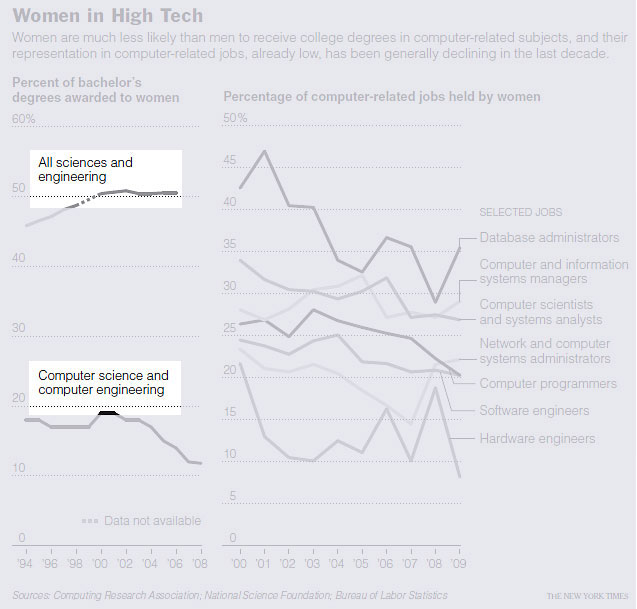 Women in High Tech
Women are much less likely than men to receive college degrees in computer-related subjects, and their
representation in computer-related jobs, already low, has been generally declining in the last decade.
Percent of bachelor's
degrees awarded to women
60%
All sciences and
engineering
50
40
30
Computer science and
computer engineering
20
10
0
Data not available
'94 '96 '98 '00 '02 '04 '06 '08
Percentage of computer-related jobs held by women
50%
45
40
35
30
25
20
15
10
5
0
'00 '01 '02 '03 '04 '05 '06 '07 '08 '09
SELECTED JOBS
Database administrators
Computer and information
systems managers
Computer scientists
and systems analysts
Network and computer
systems administrators
Computer programmers
Software engineers
Hardware engineers
Sources: Computing Research Association; National Science Foundation; Bureau of Labor Statistics
THE NEW YORK TIMES